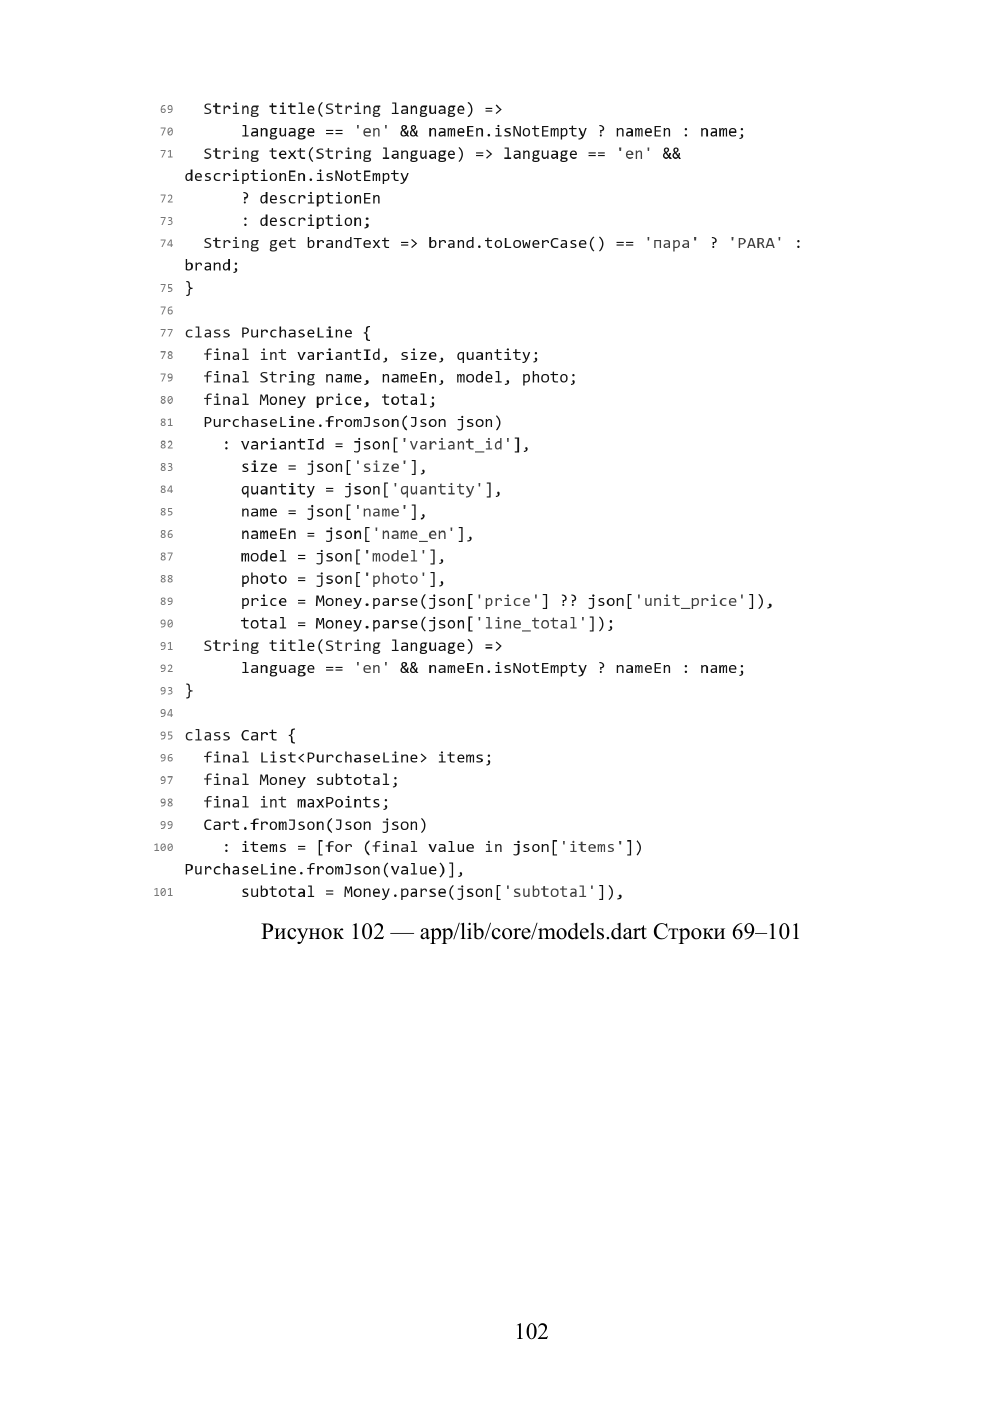 69 String title(String language) =>
70 language == 'en' && nameEn.isNotEmpty ? nameEn : name;
71 String text(String language) => language == 'en' &&
descriptionEn.isNotEmpty
72 ? descriptionEn
73 : description;
74 String get brandText => brand.toLowerCase() == 'пара' ? 'PARA' :
brand;
75 }
76
77 class PurchaseLine {
78 final int variantId, size, quantity;
79 final String name, nameEn, model, photo;
80 final Money price, total;
81 PurchaseLine.fromJson(Json json)
82 : variantId = json['variant_id'],
83 size = json['size'],
84 quantity = json['quantity'],
85 name = json['name'],
86 nameEn = json['name_en'],
87 model = json['model'],
88 photo = json['photo'],
89 price = Money.parse(json['price'] ?? json['unit_price']),
90 total = Money.parse(json['line_total']);
91 String title(String language) =>
92 language == 'en' && nameEn.isNotEmpty ? nameEn : name;
93 }
94
95 class Cart {
96 final List<PurchaseLine> items;
97 final Money subtotal;
98 final int maxPoints;
99 Cart.fromJson(Json json)
100 : items = [for (final value in json['items'])
PurchaseLine.fromJson(value)],
101 subtotal = Money.parse(json['subtotal']),
Рисунок 102 — app/lib/core/models.dart Строки 69–101
102